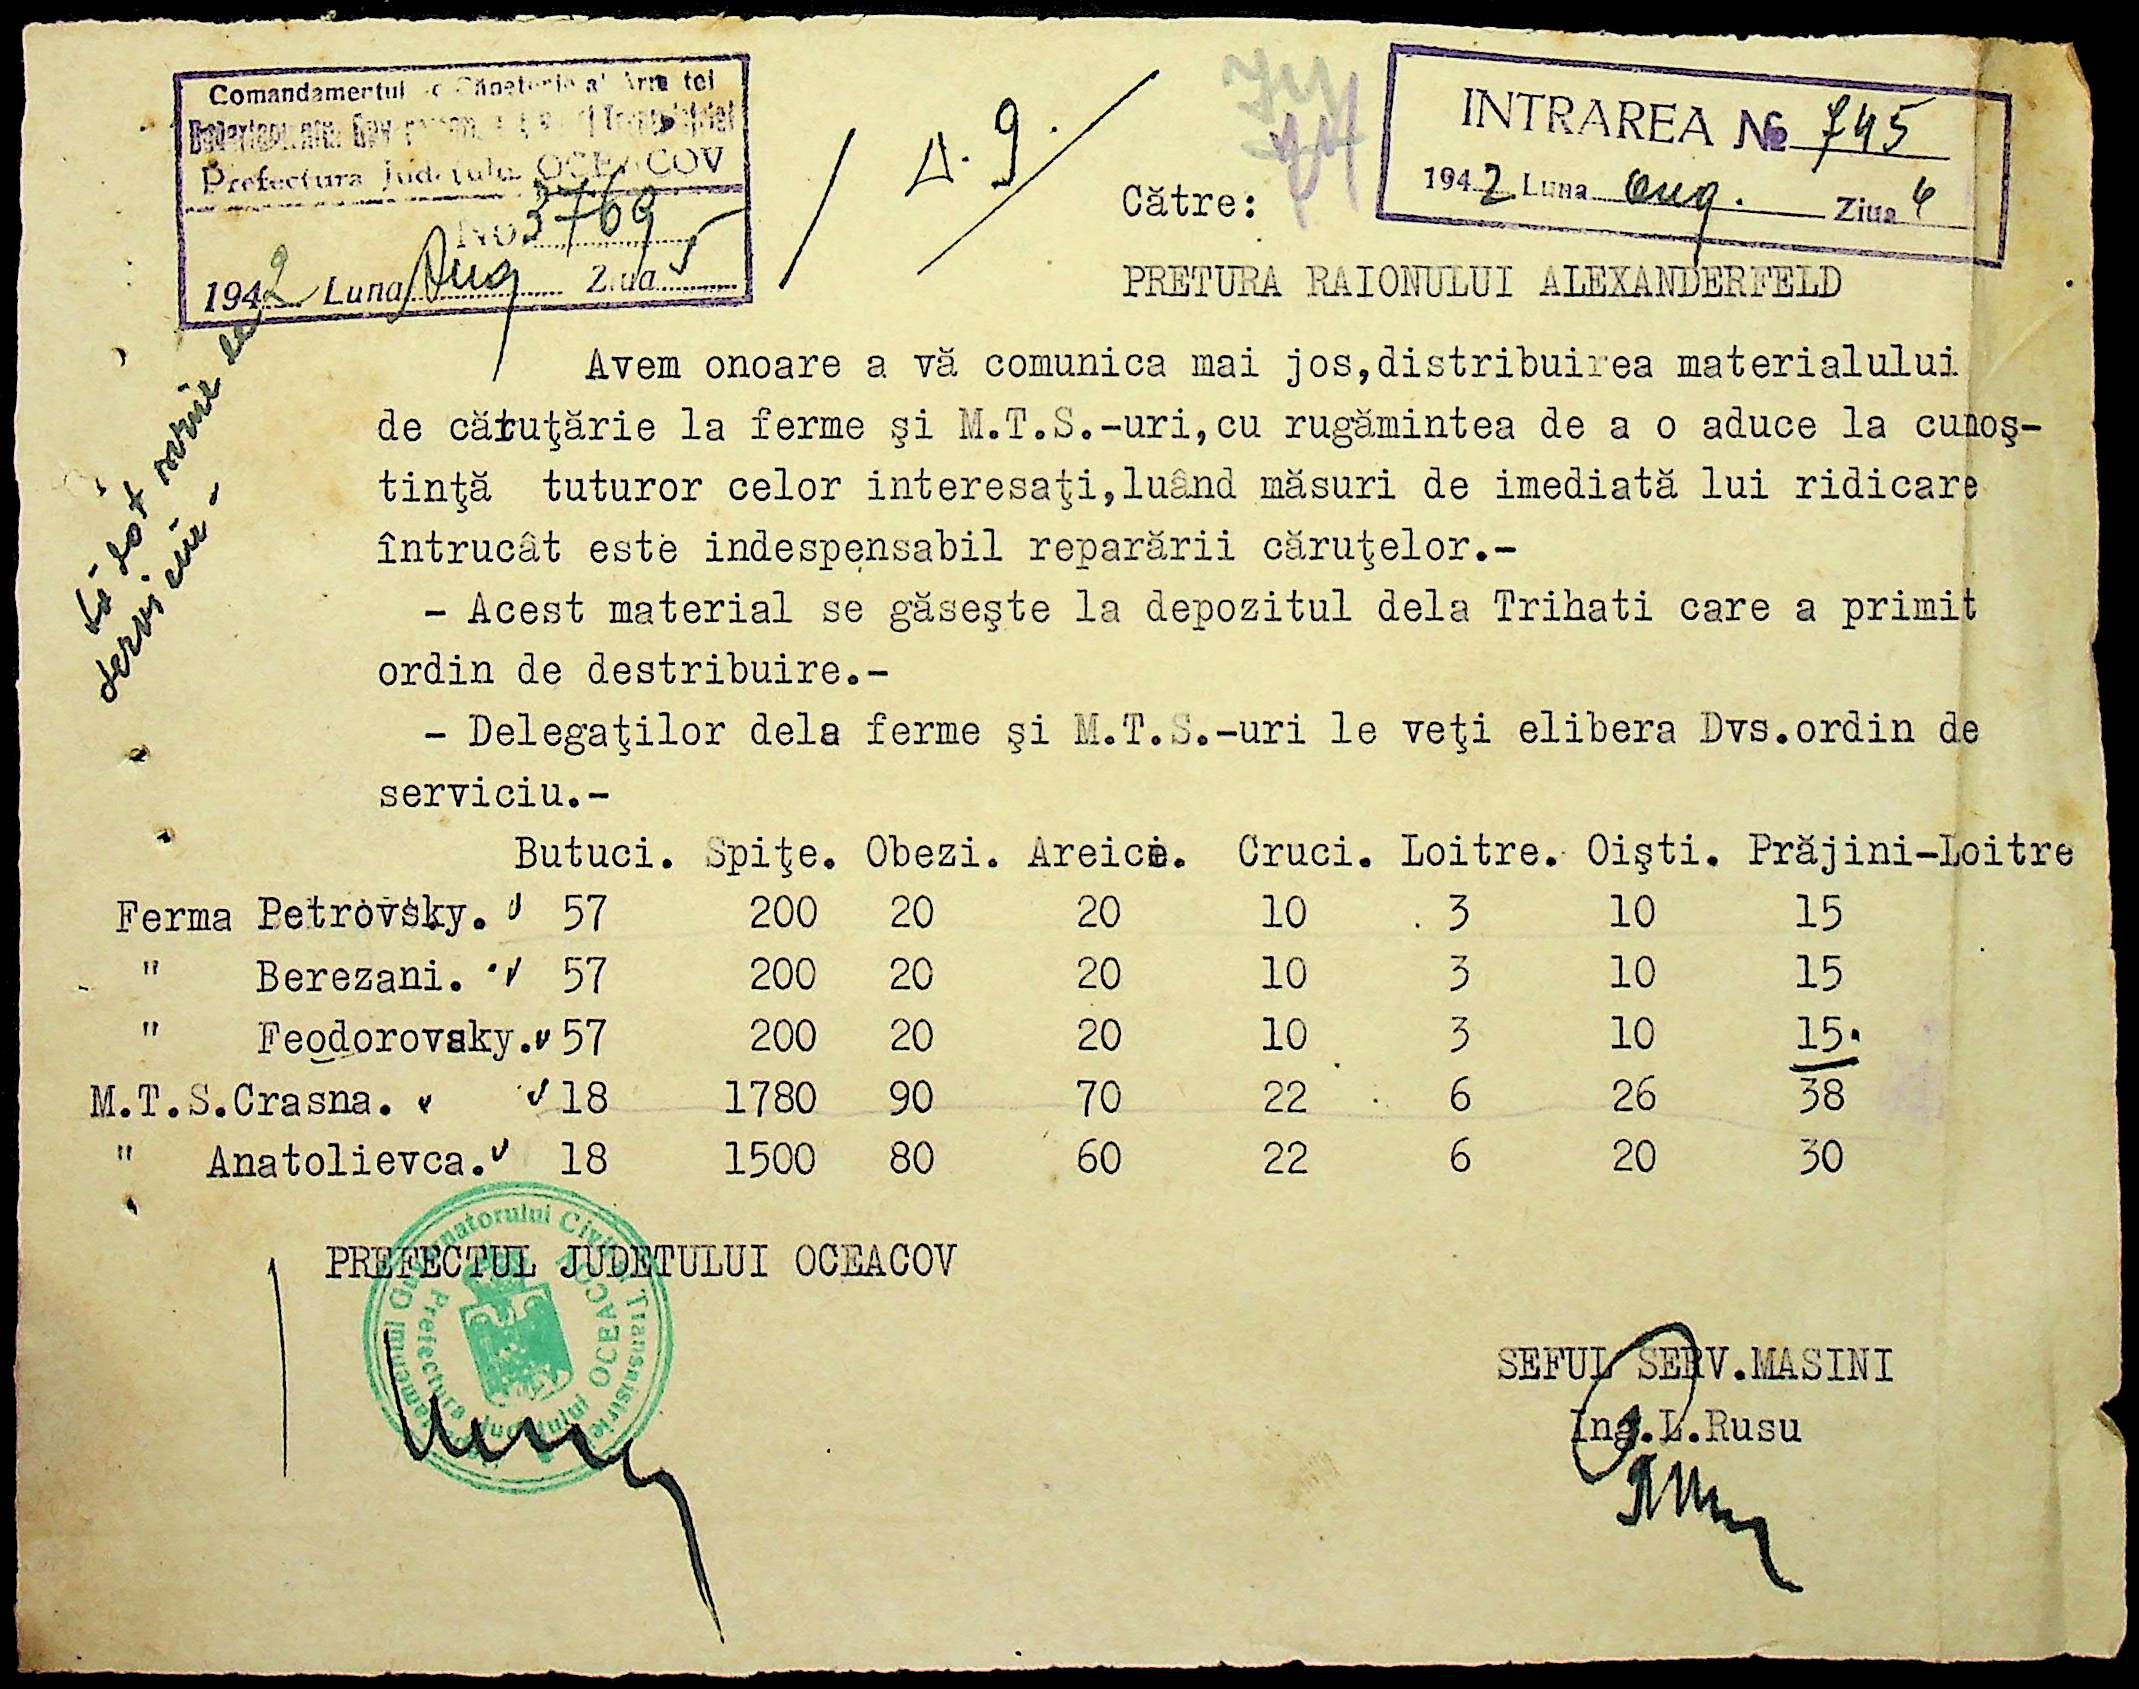 Comandamentul
Prefectura OCEACOV
No 3769
1942 Luna Aug Ziua 5
Δ. 9.
INTRAREA № 745
1942 Luna Aug. Ziua 6
Către:
PRETURA RAIONULUI ALEXANDERFELD
Avem onoare a vă comunica mai jos,distribuirea materialului
de cătuţărie la ferme şi M.T.S.-uri,cu rugămintea de a o aduce la cunoş-
tinţă tuturor celor interesaţi,luând măsuri de imediată lui ridicare
întrucât este indespensabil reparării căruţelor.-
- Acest material se găseşte la depozitul dela Trihati care a primit
ordin de destribuire.-
- Delegaţilor dela ferme şi M.T.S.-uri le veţi elibera Dvs.ordin de
serviciu.-
Butuci. Spiţe. Obezi. Areice. Cruci. Loitre. Oişti. Prăjini-Loitre
Ferma Petrovsky. 57 200 20 20 10 3 10 15
" Berezani. 57 200 20 20 10 3 10 15
" Feodorovsky. 57 200 20 20 10 3 10 15.
M.T.S.Crasna. 18 1780 90 70 22 6 26 38
" Anatolievca. 18 1500 80 60 22 6 20 30
PREFECTUL JUDETULUI OCEACOV
Guvernatorului Civil Transnistriei
Prefectura OCEACOV
SEFUL SERV.MASINI
Ing.L.Rusu